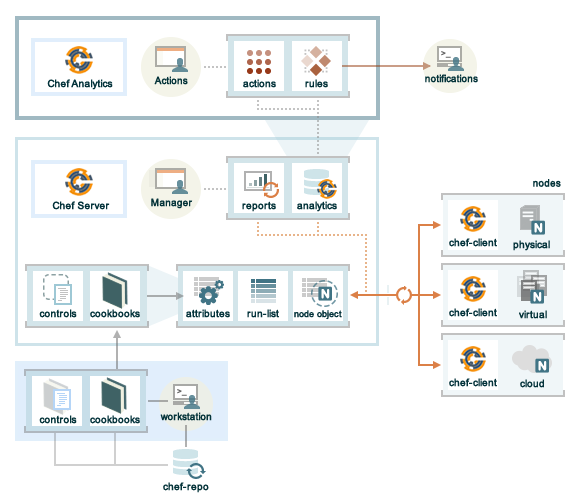 Chef Analytics
Actions
actions
rules
notifications
Chef Server
Manager
reports
analytics
nodes
chef-client
physical
controls
cookbooks
attributes
run-list
node object
chef-client
virtual
chef-client
cloud
controls
cookbooks
workstation
chef-repo
N
N
N
N
>_
>_